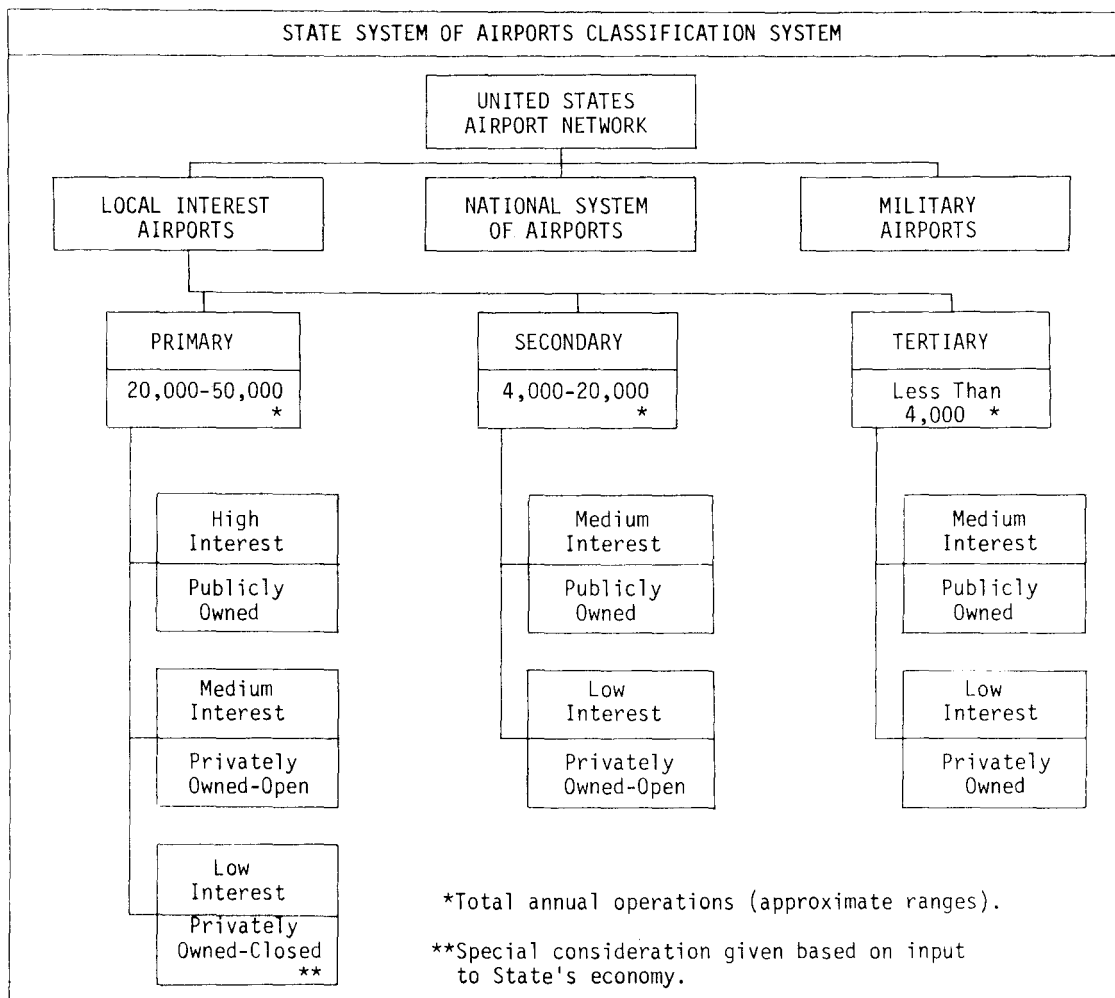 STATE SYSTEM OF AIRPORTS CLASSIFICATION SYSTEM
UNITED STATES
AIRPORT NETWORK
LOCAL INTEREST
AIRPORTS
NATIONAL SYSTEM
OF AIRPORTS
MILITARY
AIRPORTS
PRIMARY
20,000-50,000
*
SECONDARY
4,000-20,000
*
TERTIARY
Less Than
4,000 *
High
Interest
Publicly
Owned
Medium
Interest
Publicly
Owned
Medium
Interest
Publicly
Owned
Medium
Interest
Privately
Owned-Open
Low
Interest
Privately
Owned-Open
Low
Interest
Privately
Owned
Low
Interest
Privately
Owned-Closed
**
*Total annual operations (approximate ranges).
**Special consideration given based on input
to State's economy.